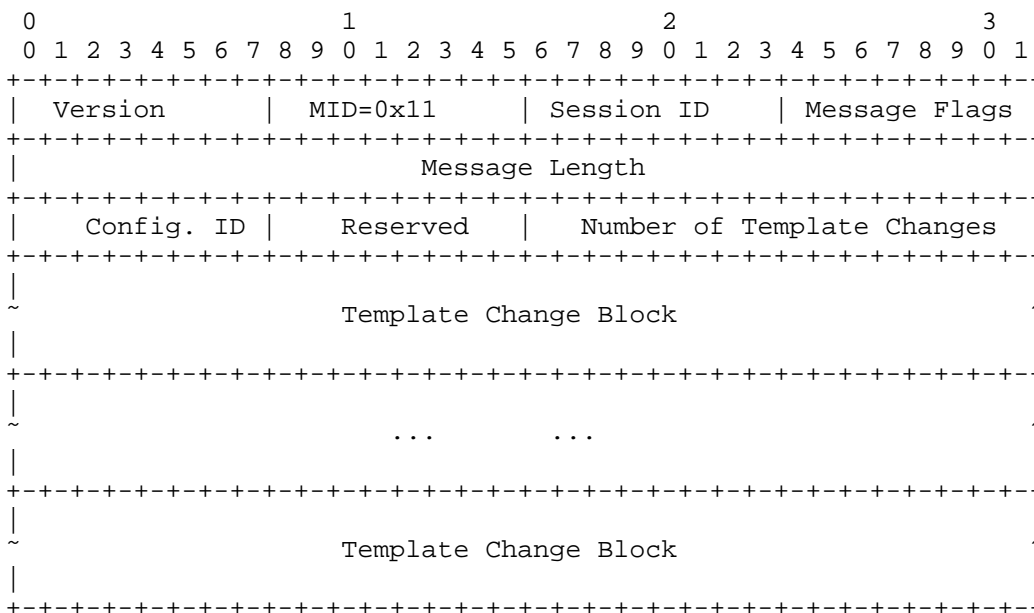 0                   1                   2                   3
 0 1 2 3 4 5 6 7 8 9 0 1 2 3 4 5 6 7 8 9 0 1 2 3 4 5 6 7 8 9 0 1
+-+-+-+-+-+-+-+-+-+-+-+-+-+-+-+-+-+-+-+-+-+-+-+-+-+-+-+-+-+-+-+-
|  Version      |  MID=0x11     | Session ID    | Message Flags
+-+-+-+-+-+-+-+-+-+-+-+-+-+-+-+-+-+-+-+-+-+-+-+-+-+-+-+-+-+-+-+-
|                         Message Length
+-+-+-+-+-+-+-+-+-+-+-+-+-+-+-+-+-+-+-+-+-+-+-+-+-+-+-+-+-+-+-+-
|    Config. ID |    Reserved   |   Number of Template Changes
+-+-+-+-+-+-+-+-+-+-+-+-+-+-+-+-+-+-+-+-+-+-+-+-+-+-+-+-+-+-+-+-
|
~                    Template Change Block                      ~
|
+-+-+-+-+-+-+-+-+-+-+-+-+-+-+-+-+-+-+-+-+-+-+-+-+-+-+-+-+-+-+-+-
|
~                       ...       ...                           ~
|
+-+-+-+-+-+-+-+-+-+-+-+-+-+-+-+-+-+-+-+-+-+-+-+-+-+-+-+-+-+-+-+-
|
~                    Template Change Block                      ~
|
+-+-+-+-+-+-+-+-+-+-+-+-+-+-+-+-+-+-+-+-+-+-+-+-+-+-+-+-+-+-+-+-